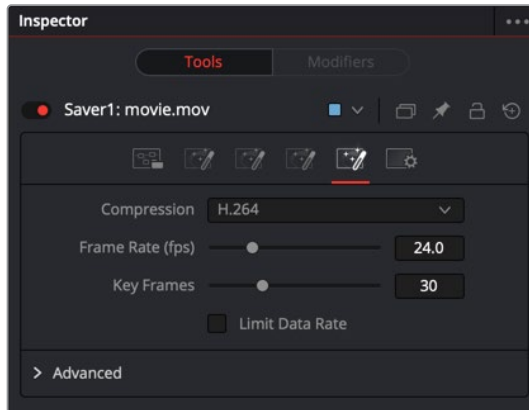 Inspector
Tools Modifiers
Saver1: movie.mov
Compression H.264
Frame Rate (fps) 24.0
Key Frames 30
Limit Data Rate
Advanced